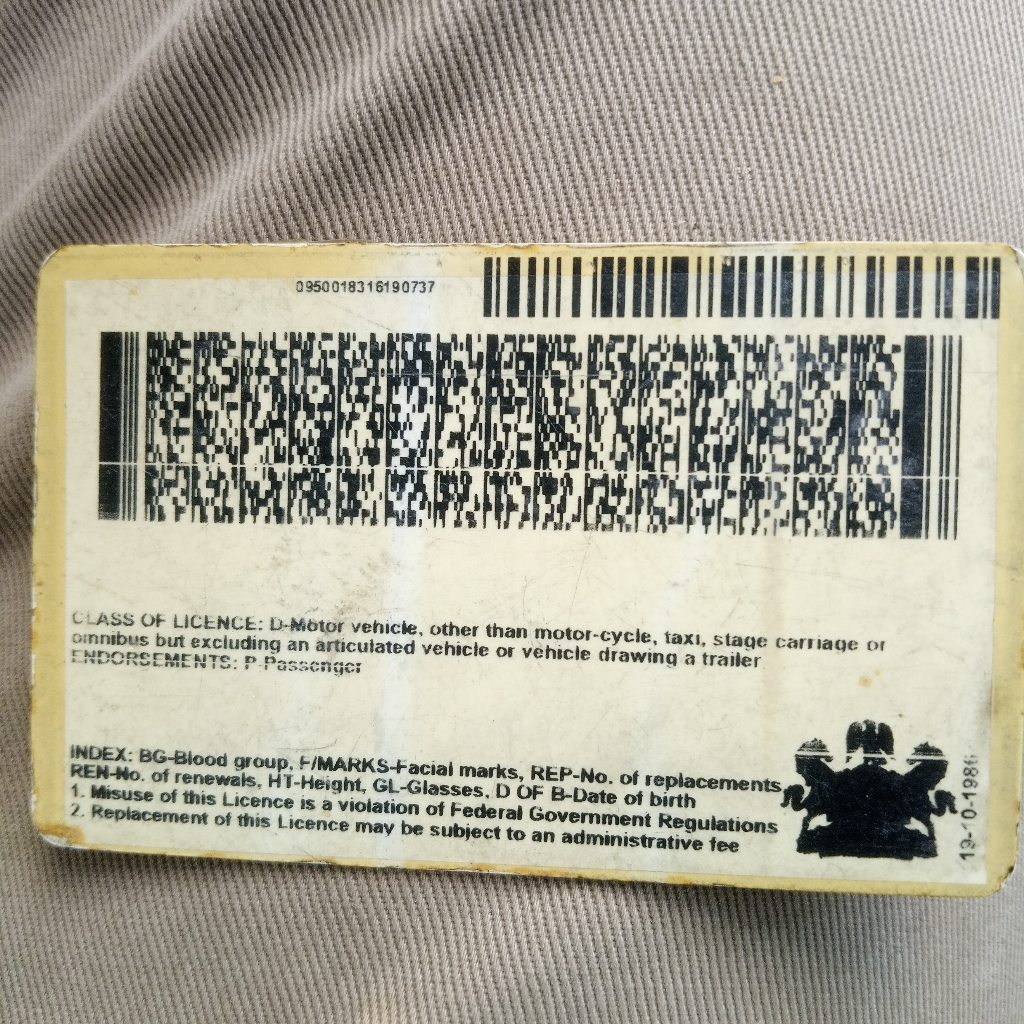 0950018316190737
CLASS OF LICENCE: D-Motor vehicle, other than motor-cycle, taxi, stage carriage or
omnibus but excluding an articulated vehicle or vehicle drawing a trailer
ENDORSEMENTS: P-Passenger
INDEX: BG-Blood group, F/MARKS-Facial marks, REP-No. of replacements,
REN-No. of renewals, HT-Height, GL-Glasses, D OF B-Date of birth
1. Misuse of this Licence is a violation of Federal Government Regulations
2. Replacement of this Licence may be subject to an administrative fee
19-10-1986